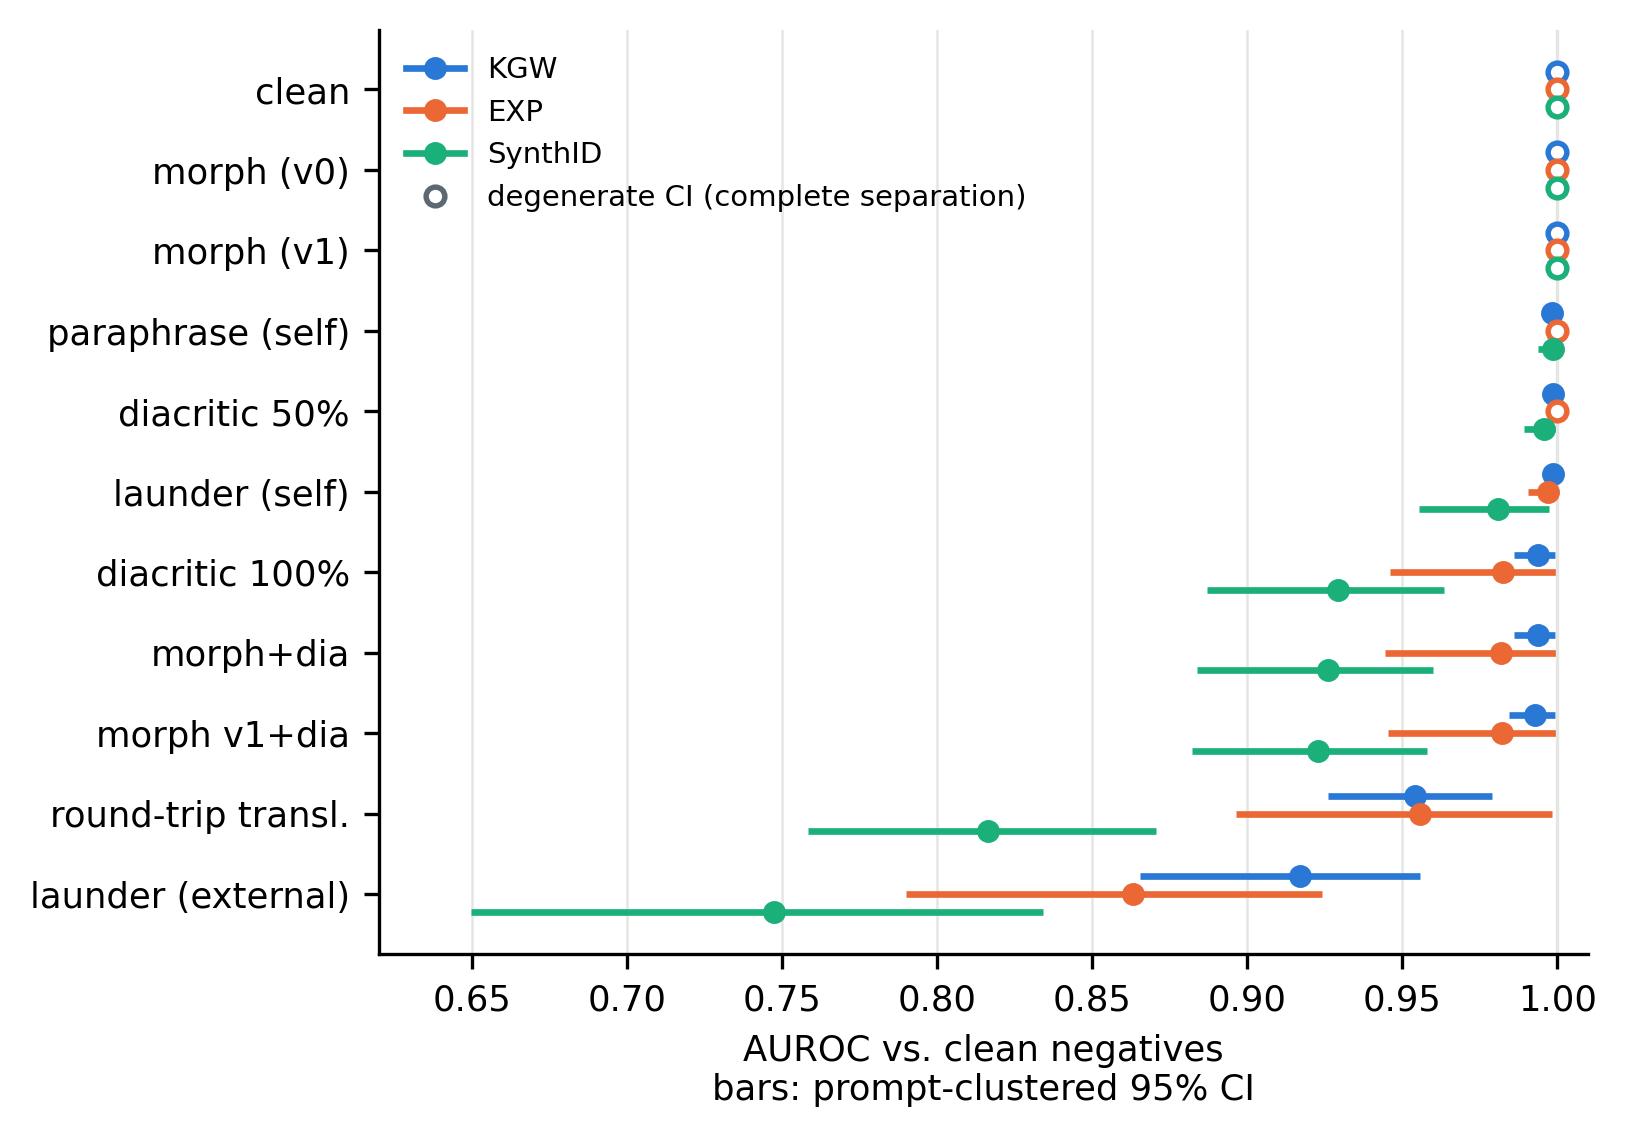 KGW
EXP
SynthID
degenerate CI (complete separation)
clean
morph (v0)
morph (v1)
paraphrase (self)
diacritic 50%
launder (self)
diacritic 100%
morph+dia
morph v1+dia
round-trip transl.
launder (external)
0.65 0.70 0.75 0.80 0.85 0.90 0.95 1.00
AUROC vs. clean negatives
bars: prompt-clustered 95% CI